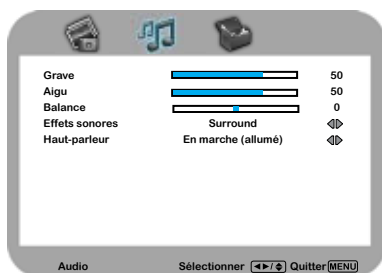 Grave 50
Aigu 50
Balance 0
Effets sonores Surround
Haut-parleur En marche (allumé)
Audio Sélectionner ◄►/◆ Quitter MENU